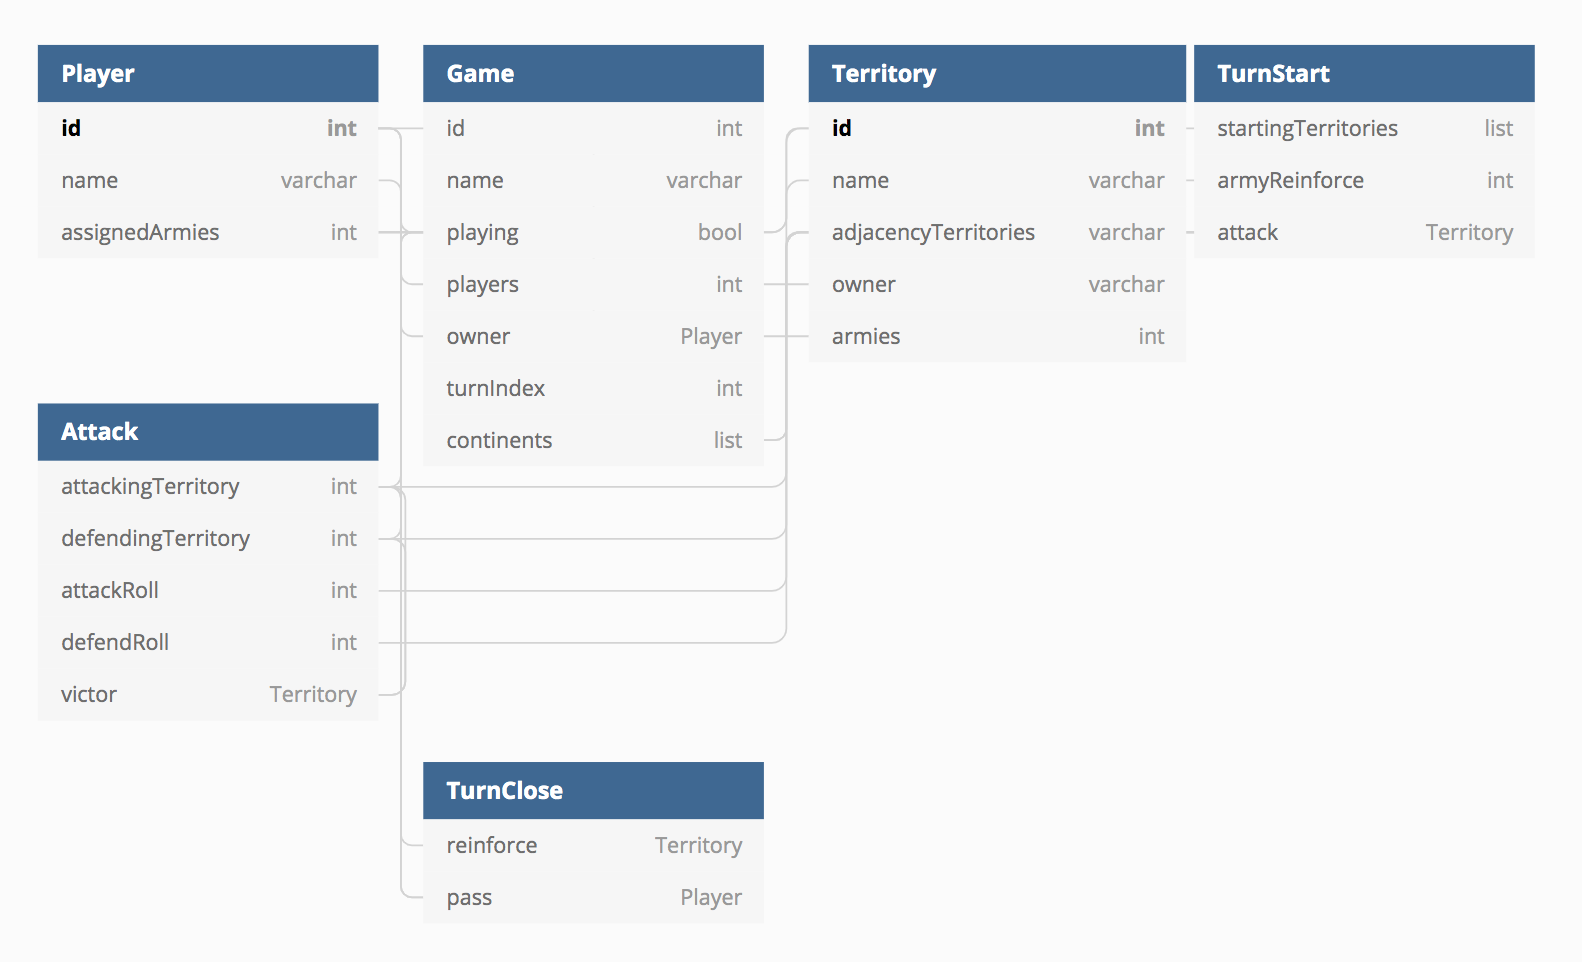 Player
id int
name varchar
assignedArmies int
Game
id int
name varchar
playing bool
players int
owner Player
turnIndex int
continents list
Territory
id int
name varchar
adjacencyTerritories varchar
owner varchar
armies int
TurnStart
startingTerritories list
armyReinforce int
attack Territory
Attack
attackingTerritory int
defendingTerritory int
attackRoll int
defendRoll int
victor Territory
TurnClose
reinforce Territory
pass Player